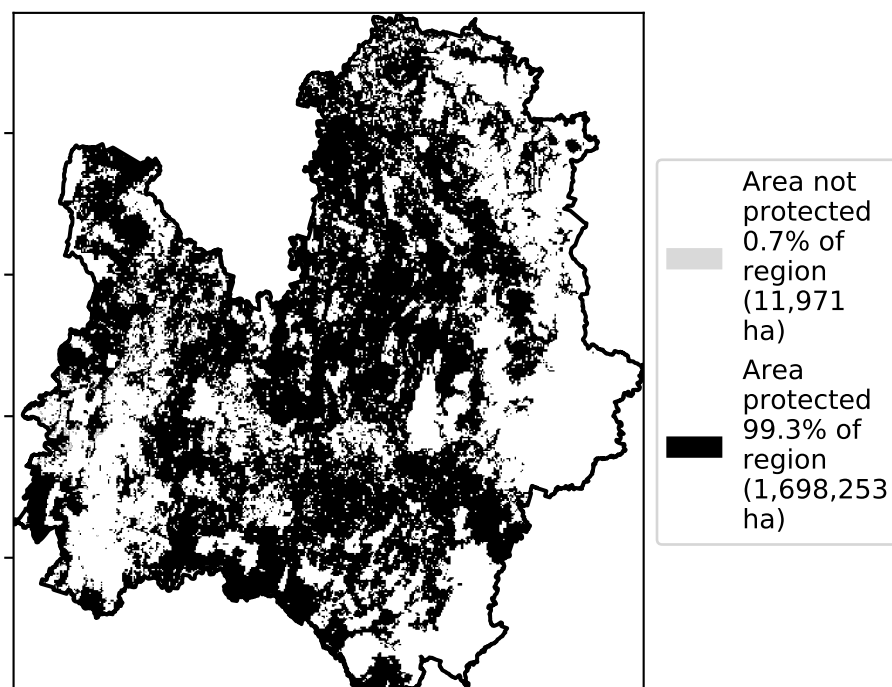 Area not
protected
0.7% of
region
(11,971
ha)
Area
protected
99.3% of
region
(1,698,253
ha)